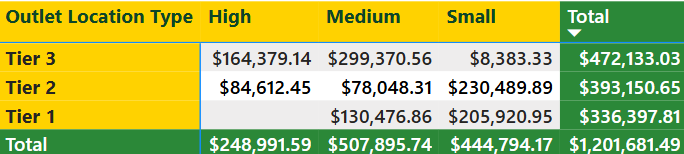 Outlet Location Type High Medium Small Total
Tier 3 $164,379.14 $299,370.56 $8,383.33 $472,133.03
Tier 2 $84,612.45 $78,048.31 $230,489.89 $393,150.65
Tier 1 $130,476.86 $205,920.95 $336,397.81
Total $248,991.59 $507,895.74 $444,794.17 $1,201,681.49